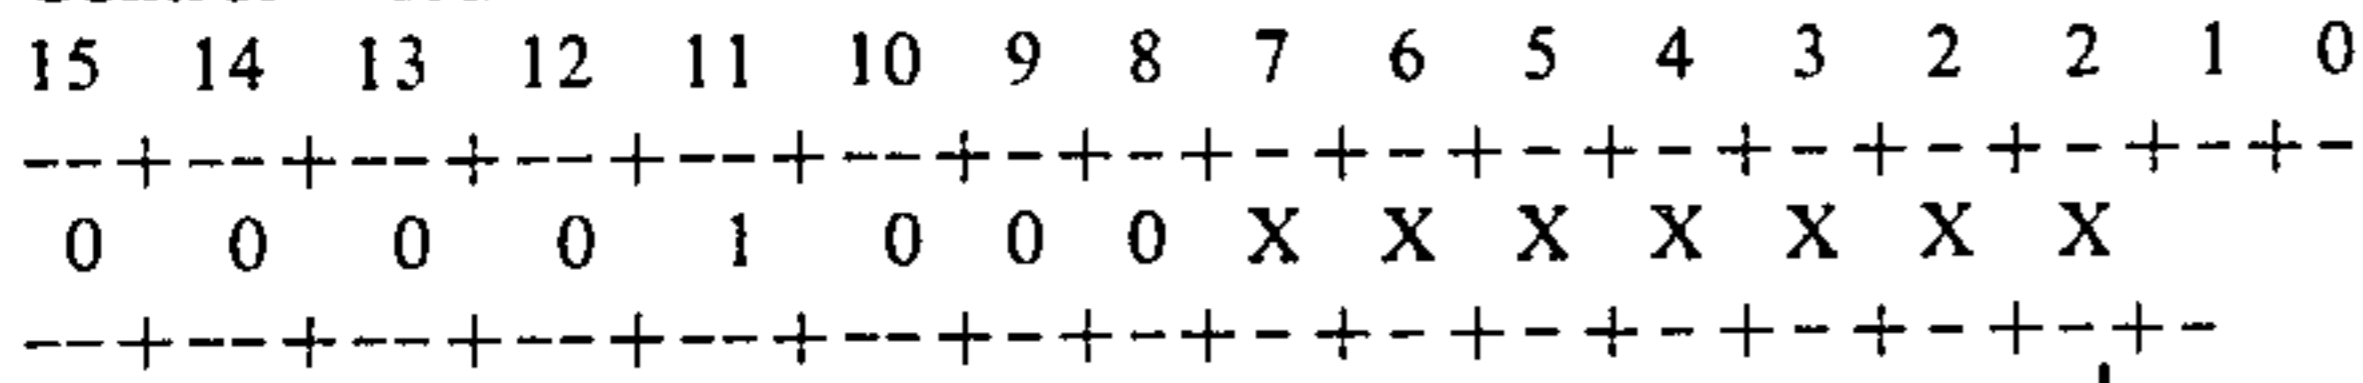 15 14 13 12 11 10 9 8 7 6 5 4 3 2 2 1 0
--+--+--+--+--+--+-+-+-+-+-+-+-+-+-+-+-
0 0 0 0 1 0 0 0 X X X X X X X
--+--+--+--+--+--+-+-+-+-+-+-+-+-+-+-